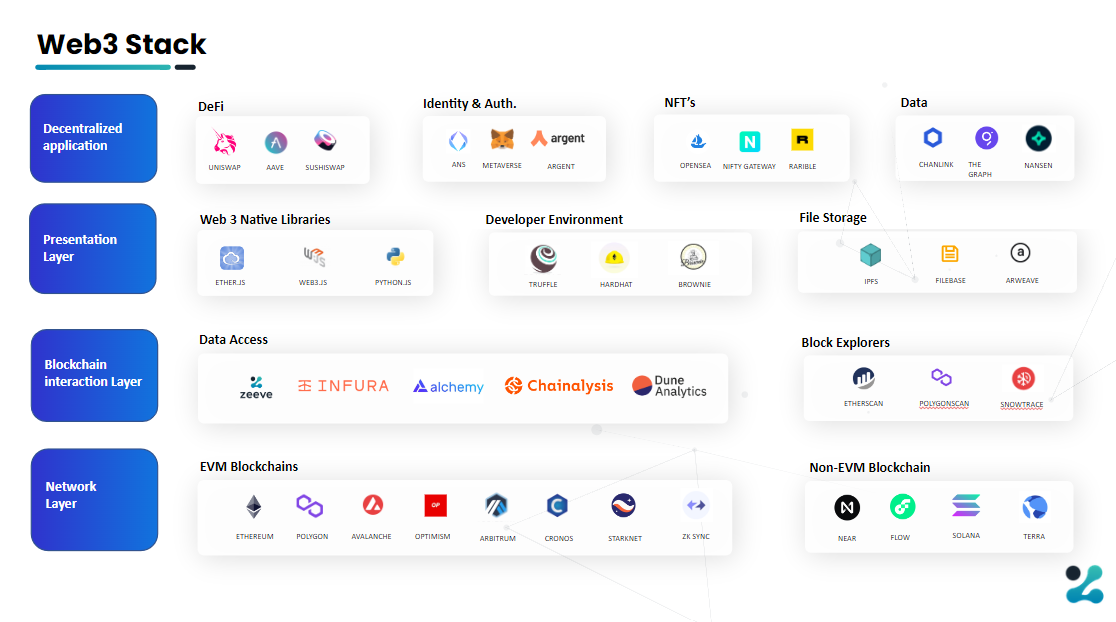 Web3 Stack
Decentralized
application
DeFi
UNISWAP
AAVE
SUSHISWAP
Identity & Auth.
ANS
METAVERSE
argent
ARGENT
NFT’s
OPENSEA
NIFTY GATEWAY
RARIBLE
Data
CHANLINK
THE
GRAPH
NANSEN
Presentation
Layer
Web 3 Native Libraries
ETHER.JS
WEB3.JS
PYTHON.JS
Developer Environment
TRUFFLE
HARDHAT
BROWNIE
File Storage
IPFS
FILEBASE
a
ARWEAVE
Blockchain
interaction Layer
Data Access
zeeve
INFURA
alchemy
Chainalysis
Dune
Analytics
Block Explorers
ETHERSCAN
POLYGONSCAN
SNOWTRACE
Network
Layer
EVM Blockchains
ETHEREUM
POLYGON
AVALANCHE
OP
OPTIMISM
ARBITRUM
CRONOS
STARKNET
ZK SYNC
Non-EVM Blockchain
NEAR
FLOW
SOLANA
TERRA